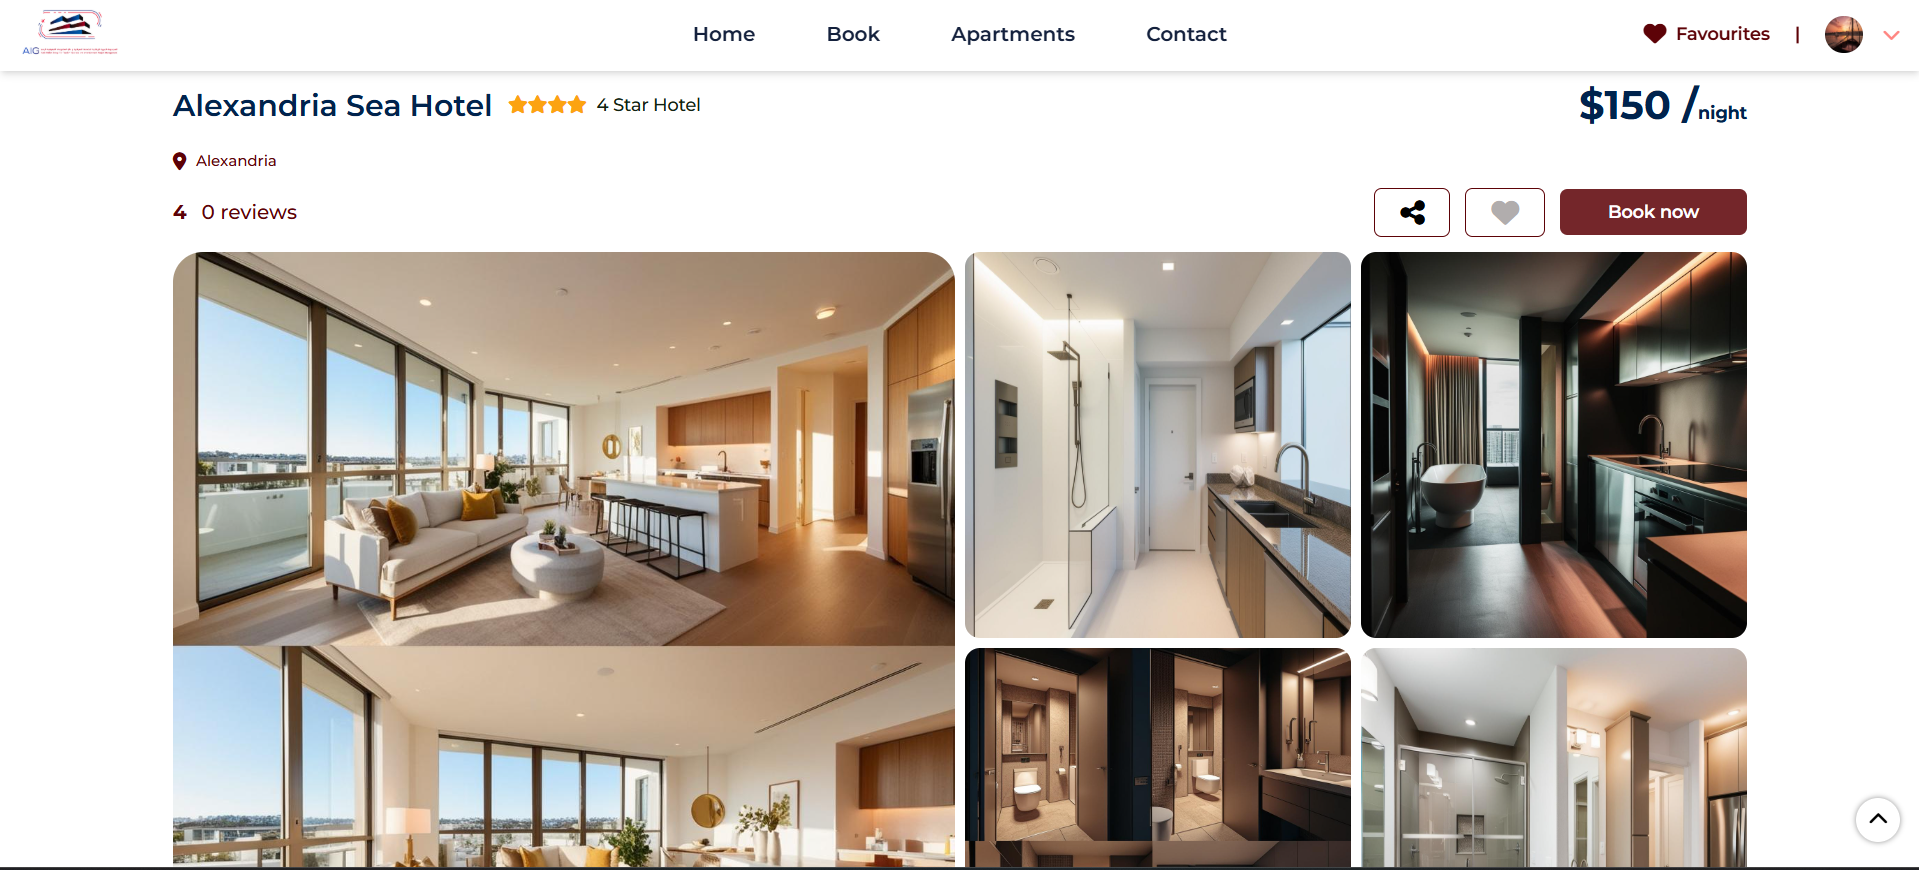 AIG
Home
Book
Apartments
Contact
Favourites
|
Alexandria Sea Hotel
4 Star Hotel
$150 /night
Alexandria
4 0 reviews
Book now